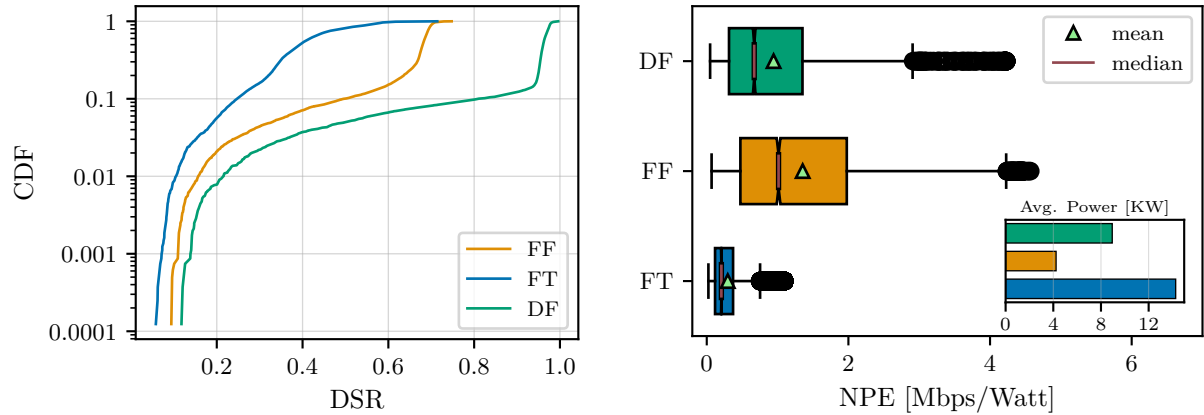 1
0.1
0.01
0.001
0.0001
CDF
0.2 0.4 0.6 0.8 1.0
DSR
FF
FT
DF
DF
FF
FT
mean
median
Avg. Power [KW]
0 4 8 12
0 2 4 6
NPE [Mbps/Watt]